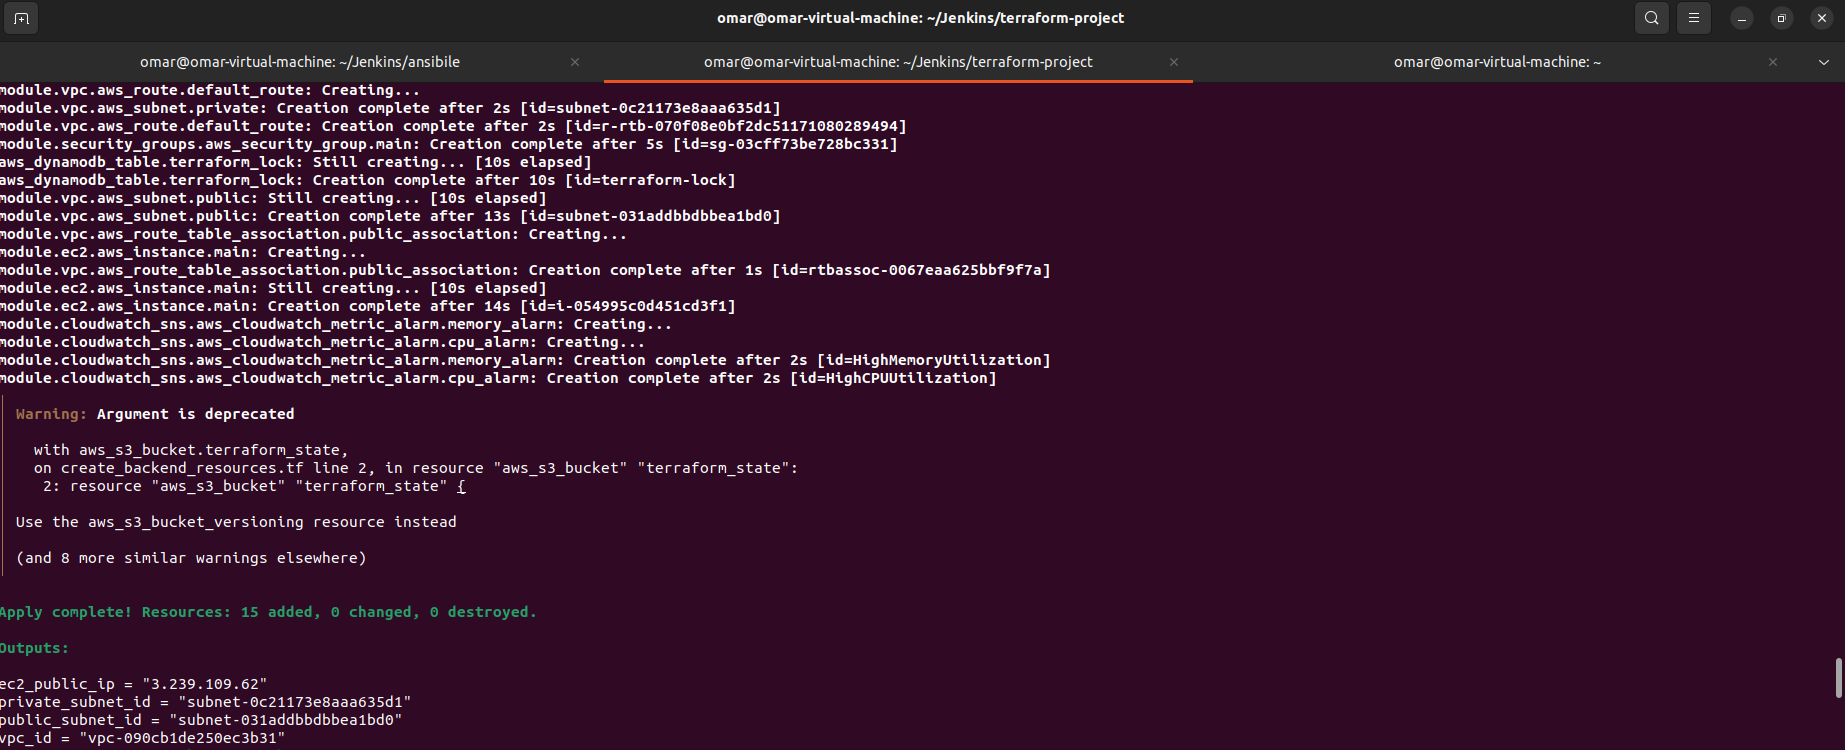 omar@omar-virtual-machine: ~/Jenkins/terraform-project
omar@omar-virtual-machine: ~/Jenkins/ansibile
omar@omar-virtual-machine: ~/Jenkins/terraform-project
omar@omar-virtual-machine: ~
module.vpc.aws_route.default_route: Creating...
module.vpc.aws_subnet.private: Creation complete after 2s [id=subnet-0c21173e8aaa635d1]
module.vpc.aws_route.default_route: Creation complete after 2s [id=r-rtb-070f08e0bf2dc51171080289494]
module.security_groups.aws_security_group.main: Creation complete after 5s [id=sg-03cff73be728bc331]
aws_dynamodb_table.terraform_lock: Still creating... [10s elapsed]
aws_dynamodb_table.terraform_lock: Creation complete after 10s [id=terraform-lock]
module.vpc.aws_subnet.public: Still creating... [10s elapsed]
module.vpc.aws_subnet.public: Creation complete after 13s [id=subnet-031addbbdbbea1bd0]
module.vpc.aws_route_table_association.public_association: Creating...
module.ec2.aws_instance.main: Creating...
module.vpc.aws_route_table_association.public_association: Creation complete after 1s [id=rtbassoc-0067eaa625bbf9f7a]
module.ec2.aws_instance.main: Still creating... [10s elapsed]
module.ec2.aws_instance.main: Creation complete after 14s [id=i-054995c0d451cd3f1]
module.cloudwatch_sns.aws_cloudwatch_metric_alarm.memory_alarm: Creating...
module.cloudwatch_sns.aws_cloudwatch_metric_alarm.cpu_alarm: Creating...
module.cloudwatch_sns.aws_cloudwatch_metric_alarm.memory_alarm: Creation complete after 2s [id=HighMemoryUtilization]
module.cloudwatch_sns.aws_cloudwatch_metric_alarm.cpu_alarm: Creation complete after 2s [id=HighCPUUtilization]
Warning: Argument is deprecated
with aws_s3_bucket.terraform_state,
on create_backend_resources.tf line 2, in resource "aws_s3_bucket" "terraform_state":
2: resource "aws_s3_bucket" "terraform_state" {
Use the aws_s3_bucket_versioning resource instead
(and 8 more similar warnings elsewhere)
Apply complete! Resources: 15 added, 0 changed, 0 destroyed.
Outputs:
ec2_public_ip = "3.239.109.62"
private_subnet_id = "subnet-0c21173e8aaa635d1"
public_subnet_id = "subnet-031addbbdbbea1bd0"
vpc_id = "vpc-090cb1de250ec3b31"